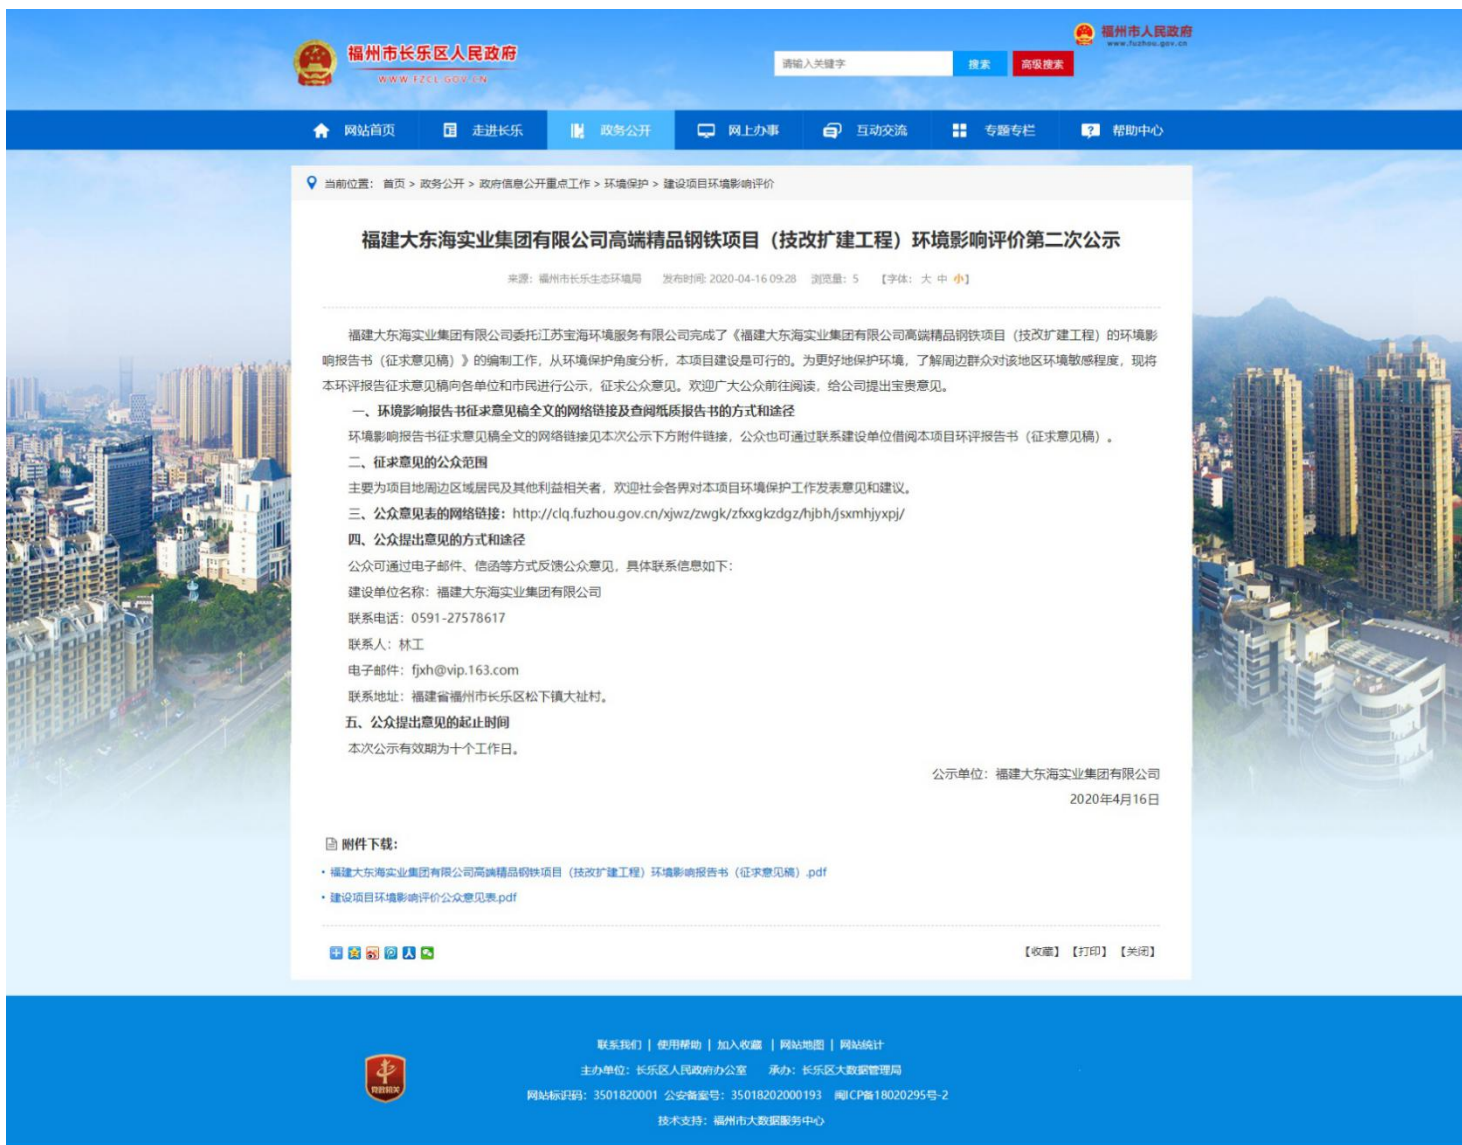 福州市人民政府
www.fuzhou.gov.cn
福州市长乐区人民政府
WWW.FZCL.GOV.CN
请输入关键字 搜索 高级搜索
网站首页 走进长乐 政务公开 网上办事 互动交流 专题专栏 帮助中心
当前位置： 首页 > 政务公开 > 政府信息公开重点工作 > 环境保护 > 建设项目环境影响评价
福建大东海实业集团有限公司高端精品钢铁项目（技改扩建工程）环境影响评价第二次公示
来源：福州市长乐生态环境局 发布时间: 2020-04-16 09:28 浏览量：5 【字体：大 中 小】
福建大东海实业集团有限公司委托江苏宝海环境服务有限公司完成了《福建大东海实业集团有限公司高端精品钢铁项目（技改扩建工程）的环境影
响报告书（征求意见稿）》的编制工作，从环境保护角度分析，本项目建设是可行的。为更好地保护环境，了解周边群众对该地区环境敏感程度，现将
本环评报告征求意见稿向各单位和市民进行公示，征求公众意见。欢迎广大公众前往阅读，给公司提出宝贵意见。
一、环境影响报告书征求意见稿全文的网络链接及查阅纸质报告书的方式和途径
环境影响报告书征求意见稿全文的网络链接见本次公示下方附件链接，公众也可通过联系建设单位借阅本项目环评报告书（征求意见稿）。
二、征求意见的公众范围
主要为项目地周边区域居民及其他利益相关者，欢迎社会各界对本项目环境保护工作发表意见和建议。
三、公众意见表的网络链接：http://clq.fuzhou.gov.cn/xjwz/zwgk/zfxxgkzdgz/hjbh/jsxmhjyxpj/
四、公众提出意见的方式和途径
公众可通过电子邮件、信函等方式反馈公众意见，具体联系信息如下：
建设单位名称：福建大东海实业集团有限公司
联系电话：0591-27578617
联系人：林工
电子邮件：fjxh@vip.163.com
联系地址：福建省福州市长乐区松下镇大祉村。
五、公众提出意见的起止时间
本次公示有效期为十个工作日。
公示单位：福建大东海实业集团有限公司
2020年4月16日
附件下载：
• 福建大东海实业集团有限公司高端精品钢铁项目（技改扩建工程）环境影响报告书（征求意见稿）.pdf
• 建设项目环境影响评价公众意见表.pdf
【收藏】 【打印】 【关闭】
联系我们 | 使用帮助 | 加入收藏 | 网站地图 | 网站统计
主办单位：长乐区人民政府办公室 承办：长乐区大数据管理局
网站标识码：3501820001 公安备案号：35018202000193 闽ICP备18020295号-2
技术支持：福州市大数据服务中心
党政机关